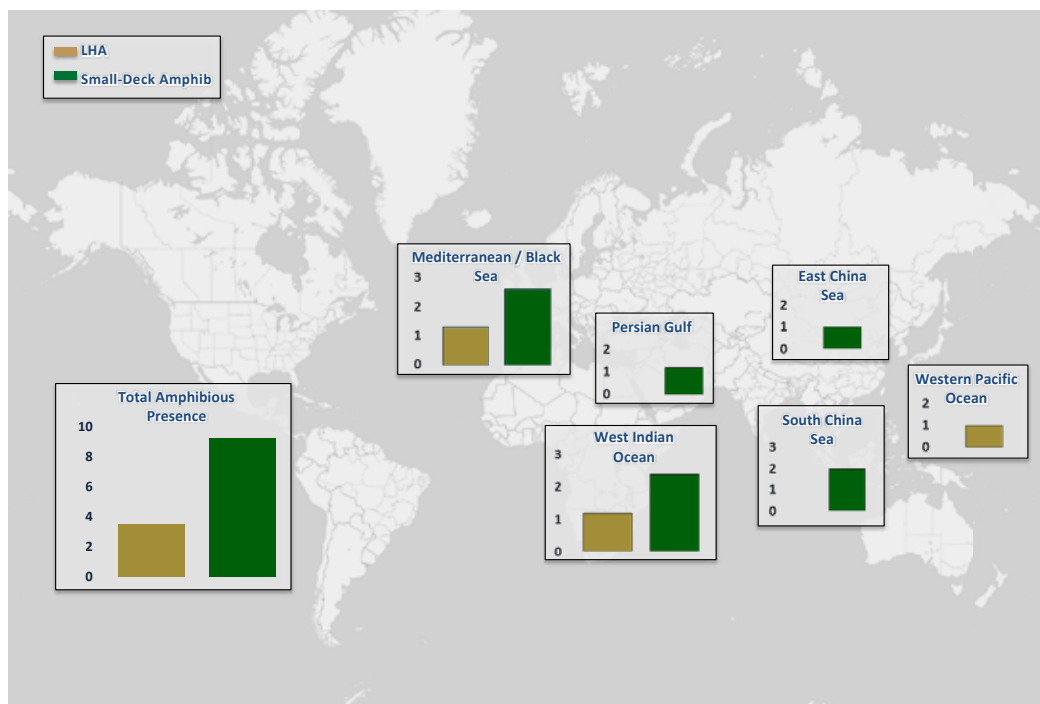 LHA
Small-Deck Amphib
Mediterranean / Black
Sea
3
2
1
0
Persian Gulf
2
1
0
East China
Sea
2
1
0
Western Pacific
Ocean
2
1
0
Total Amphibious
Presence
10
8
6
4
2
0
West Indian
Ocean
3
2
1
0
South China
Sea
3
2
1
0